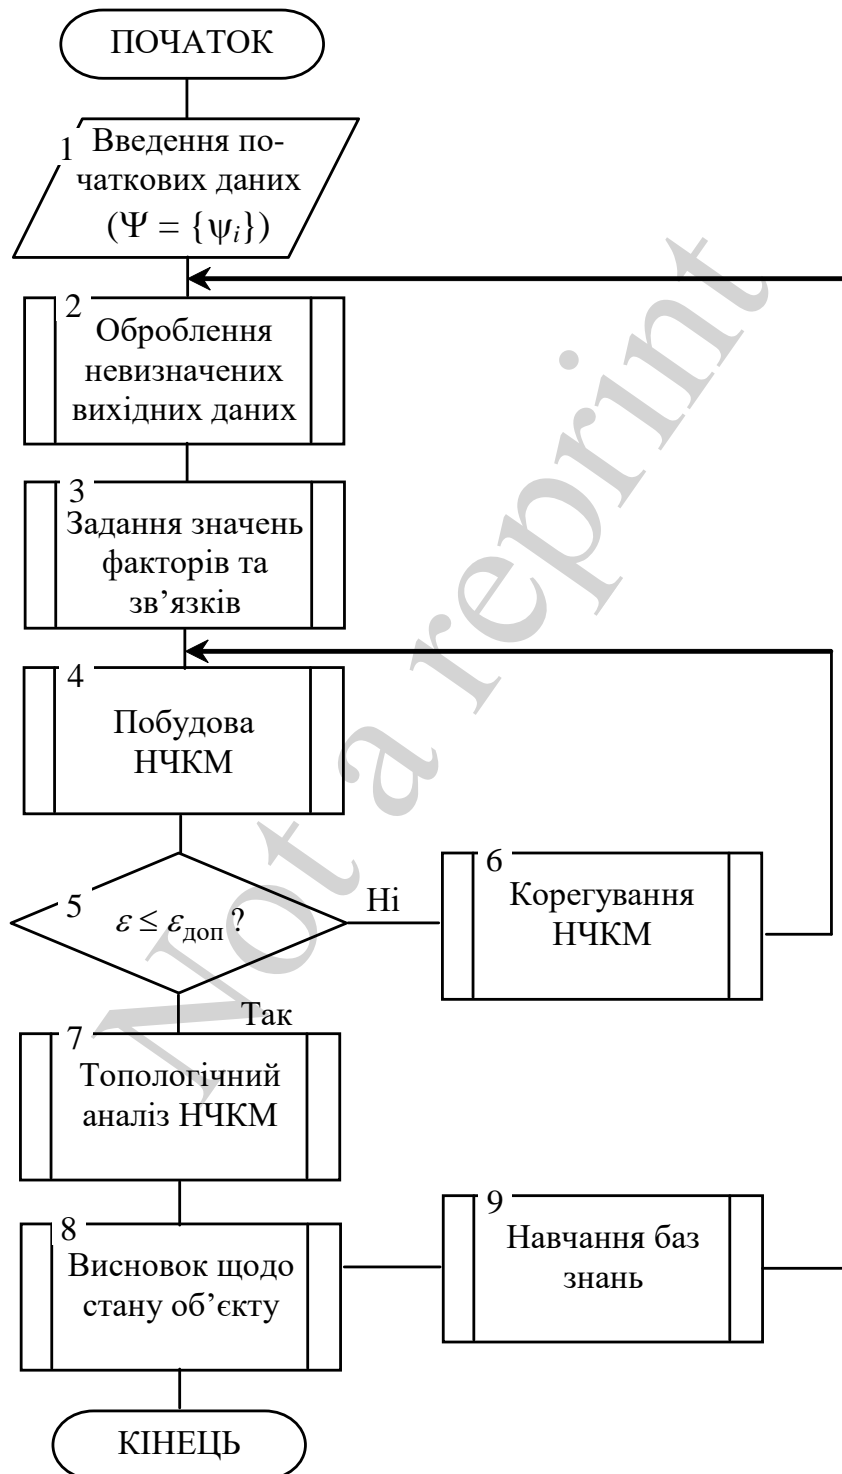 ПОЧАТОК
1
Введення по-
чаткових даних
(Ψ = {ψi})
2
Оброблення
невизначених
вихідних даних
3
Задання значень
факторів та
зв’язків
4
Побудова
НЧКМ
5
ε ≤ εдоп ?
Ні
6
Корегування
НЧКМ
Так
7
Топологічний
аналіз НЧКМ
8
Висновок щодо
стану об’єкту
9
Навчання баз
знань
КІНЕЦЬ
Not a reprint